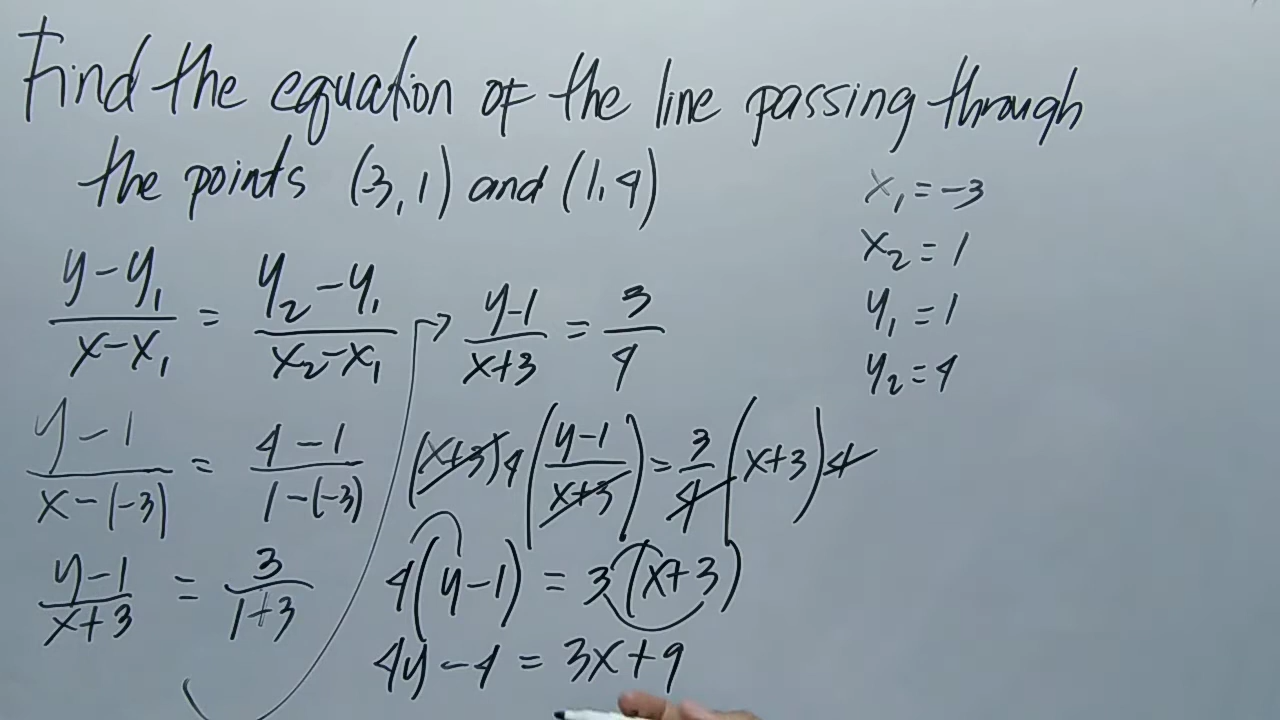 Find the equation of the line passing through
the points (3, 1) and (1, 4)
x₁ = -3
x₂ = 1
y₁ = 1
y₂ = 4
(y - y₁)/(x - x₁) = (y₂ - y₁)/(x₂ - x₁)
(y - 1)/(x - (-3)) = (4 - 1)/(1 - (-3))
(y - 1)/(x + 3) = 3/(1 + 3)
→ (y - 1)/(x + 3) = 3/4
(x + 3) 4 ((y - 1)/(x + 3)) = 3/4 (x + 3) 4
4(y - 1) = 3(x + 3)
4y - 4 = 3x + 9